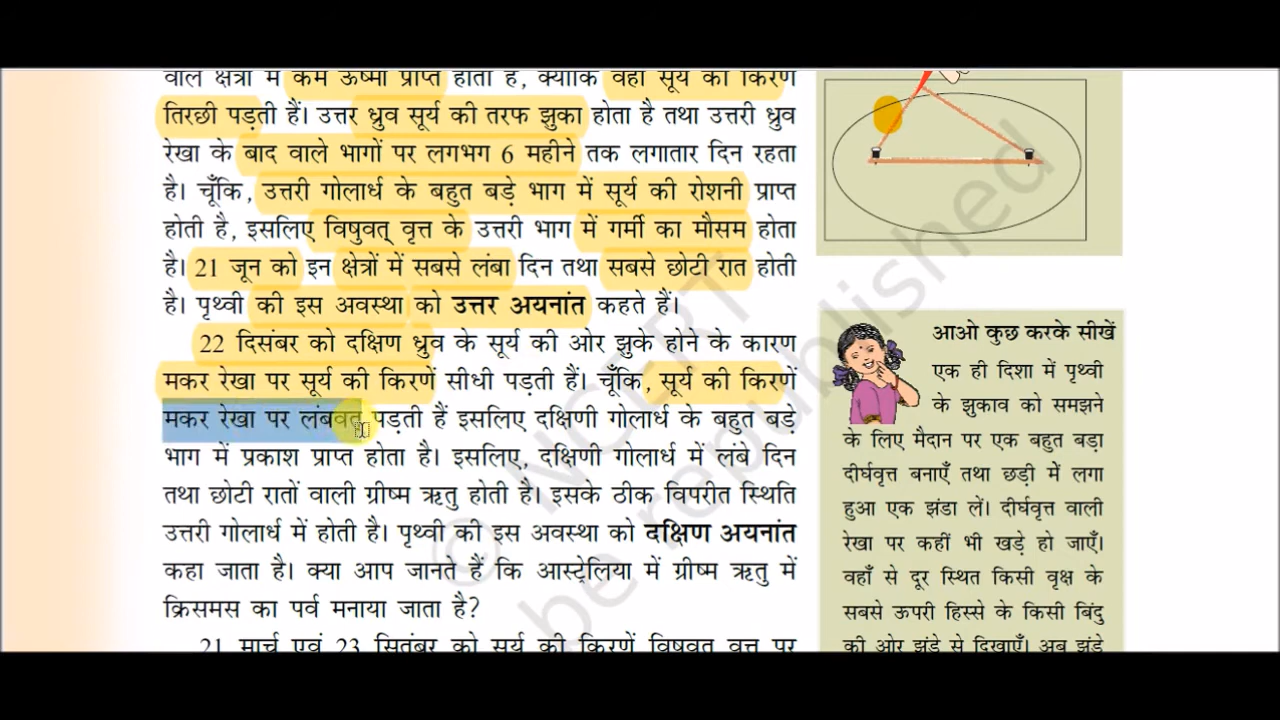 वाले क्षेत्रों में कम ऊष्मा प्राप्त होती है, क्योंकि वहाँ सूर्य की किरणें
तिरछी पड़ती हैं। उत्तर ध्रुव सूर्य की तरफ झुका होता है तथा उत्तरी ध्रुव
रेखा के बाद वाले भागों पर लगभग 6 महीने तक लगातार दिन रहता
है। चूँकि, उत्तरी गोलार्ध के बहुत बड़े भाग में सूर्य की रोशनी प्राप्त
होती है, इसलिए विषुवत् वृत्त के उत्तरी भाग में गर्मी का मौसम होता
है। 21 जून को इन क्षेत्रों में सबसे लंबा दिन तथा सबसे छोटी रात होती
है। पृथ्वी की इस अवस्था को उत्तर अयनांत कहते हैं।
22 दिसंबर को दक्षिण ध्रुव के सूर्य की ओर झुके होने के कारण
मकर रेखा पर सूर्य की किरणें सीधी पड़ती हैं। चूँकि, सूर्य की किरणें
मकर रेखा पर लंबवत पड़ती हैं इसलिए दक्षिणी गोलार्ध के बहुत बड़े
भाग में प्रकाश प्राप्त होता है। इसलिए, दक्षिणी गोलार्ध में लंबे दिन
तथा छोटी रातों वाली ग्रीष्म ऋतु होती है। इसके ठीक विपरीत स्थिति
उत्तरी गोलार्ध में होती है। पृथ्वी की इस अवस्था को दक्षिण अयनांत
कहा जाता है। क्या आप जानते हैं कि आस्ट्रेलिया में ग्रीष्म ऋतु में
क्रिसमस का पर्व मनाया जाता है?
21 मार्च एवं 23 सितंबर को सूर्य की किरणें विषुवत वृत्त पर
आओ कुछ करके सीखें
एक ही दिशा में पृथ्वी
के झुकाव को समझने
के लिए मैदान पर एक बहुत बड़ा
दीर्घवृत्त बनाएँ तथा छड़ी में लगा
हुआ एक झंडा लें। दीर्घवृत्त वाली
रेखा पर कहीं भी खड़े हो जाएँ।
वहाँ से दूर स्थित किसी वृक्ष के
सबसे ऊपरी हिस्से के किसी बिंदु
की ओर झंडे से दिखाएँ। अब झंडे
© NCERT
be republished